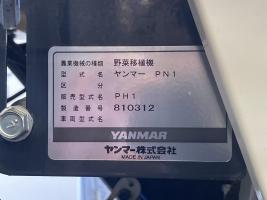 農業機械の種類 野菜移植機
型式名 ヤンマー PN1
区分
販売型式名 PH1
製造番号 810312
車両型式名
YANMAR
ヤンマー株式会社
MADE IN JAPAN